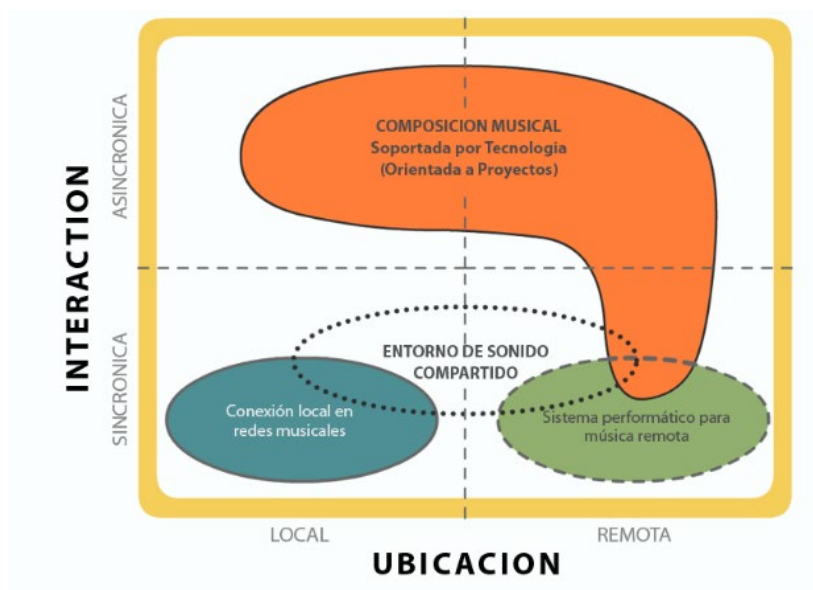 COMPOSICION MUSICAL
Soportada por Tecnologia
(Orientada a Proyectos)
ASINCRONICA
INTERACTION
SINCRONICA
ENTORNO DE SONIDO
COMPARTIDO
Conexión local en
redes musicales
Sistema performático para
música remota
LOCAL
REMOTA
UBICACION